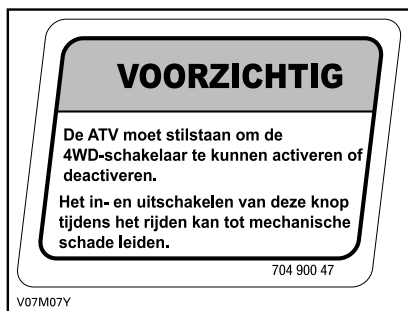 VOORZICHTIG
De ATV moet stilstaan om de
4WD-schakelaar te kunnen activeren of
deactiveren.
Het in- en uitschakelen van deze knop
tijdens het rijden kan tot mechanische
schade leiden.
704 900 47
V07M07Y